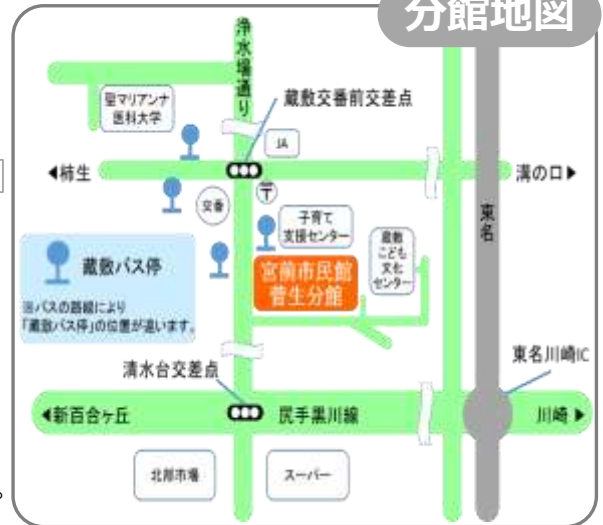 分館地図
浄水場通り
聖マリアンナ
医科大学
蔵敷交番前交差点
JA
◀柿生
溝の口▶
〒
交番
子育て
支援センター
蔵敷
こども
文化
センター
東名
蔵敷バス停
※バスの路線により
「蔵敷バス停」の位置が違います。
宮前市民館
菅生分館
清水台交差点
東名川崎IC
◀新百合ヶ丘
尻手黒川線
川崎▶
北部市場
スーパー
。